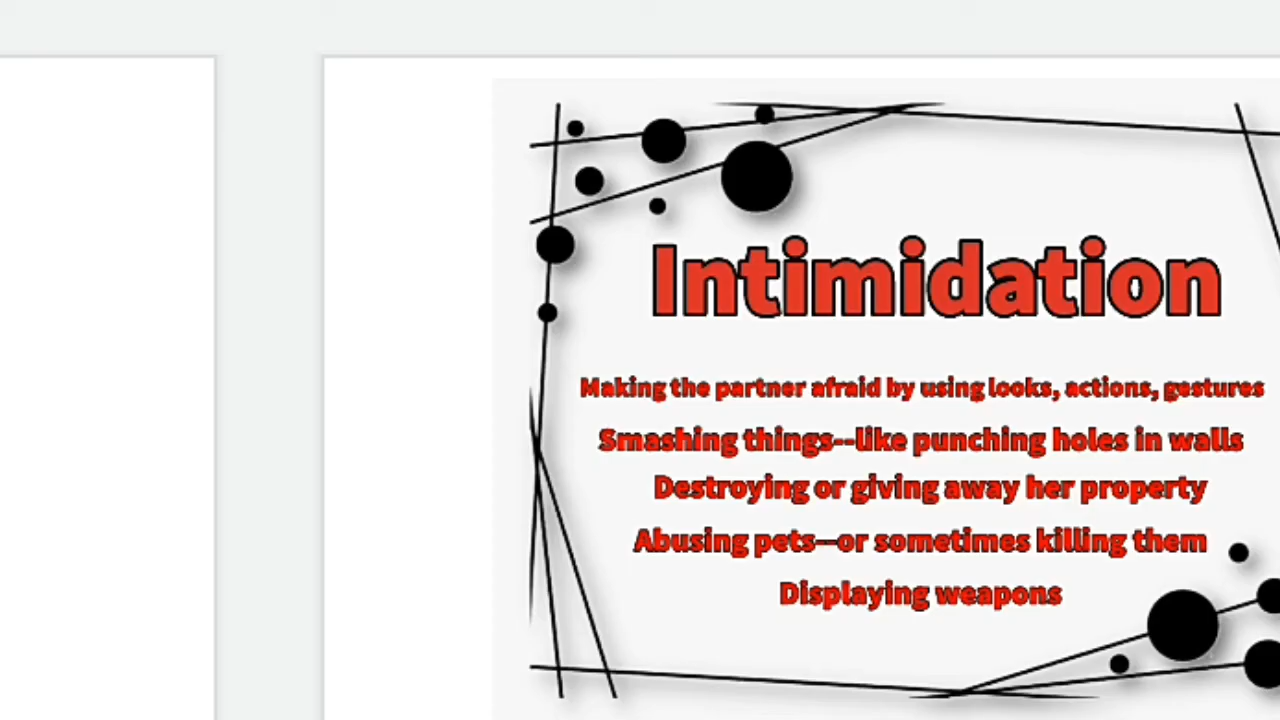 Intimidation
Making the partner afraid by using looks, actions, gestures
Smashing things--like punching holes in walls
Destroying or giving away her property
Abusing pets--or sometimes killing them
Displaying weapons